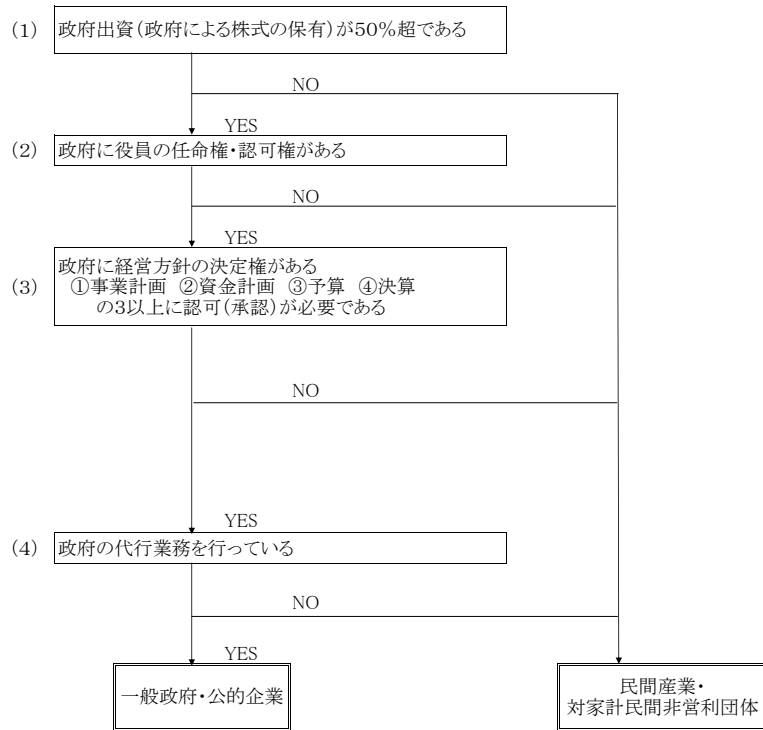 (1) 政府出資(政府による株式の保有)が50%超である
NO
YES
(2) 政府に役員の任命権・認可権がある
NO
YES
(3) 政府に経営方針の決定権がある
①事業計画 ②資金計画 ③予算 ④決算
の3以上に認可(承認)が必要である
NO
YES
(4) 政府の代行業務を行っている
NO
YES
一般政府・公的企業
民間産業・
対家計民間非営利団体